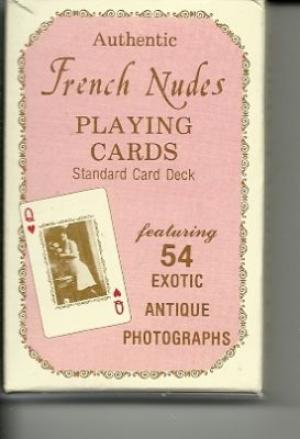 Authentic
French Nudes
PLAYING
CARDS
Standard Card Deck
Q
Q
featuring
54
EXOTIC
ANTIQUE
PHOTOGRAPHS